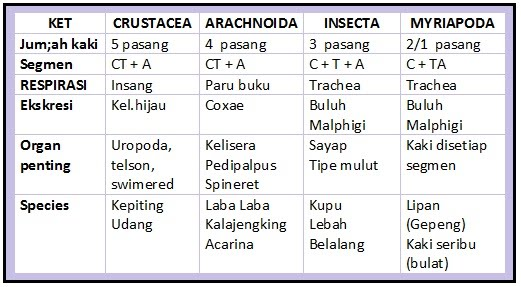 KET CRUSTACEA ARACHNOIDA INSECTA MYRIAPODA
Jum;ah kaki 5 pasang 4 pasang 3 pasang 2/1 pasang
Segmen CT + A CT + A C + T + A C + TA
RESPIRASI Insang Paru buku Trachea Trachea
Ekskresi Kel.hijau Coxae Buluh Buluh
Malphigi Malphigi
Organ Uropoda, Kelisera Sayap Kaki disetiap
penting telson, Pedipalpus Tipe mulut segmen
swimered Spineret
Species Kepiting Laba Laba Kupu Lipan
Udang Kalajengking Lebah (Gepeng)
Acarina Belalang Kaki seribu
(bulat)